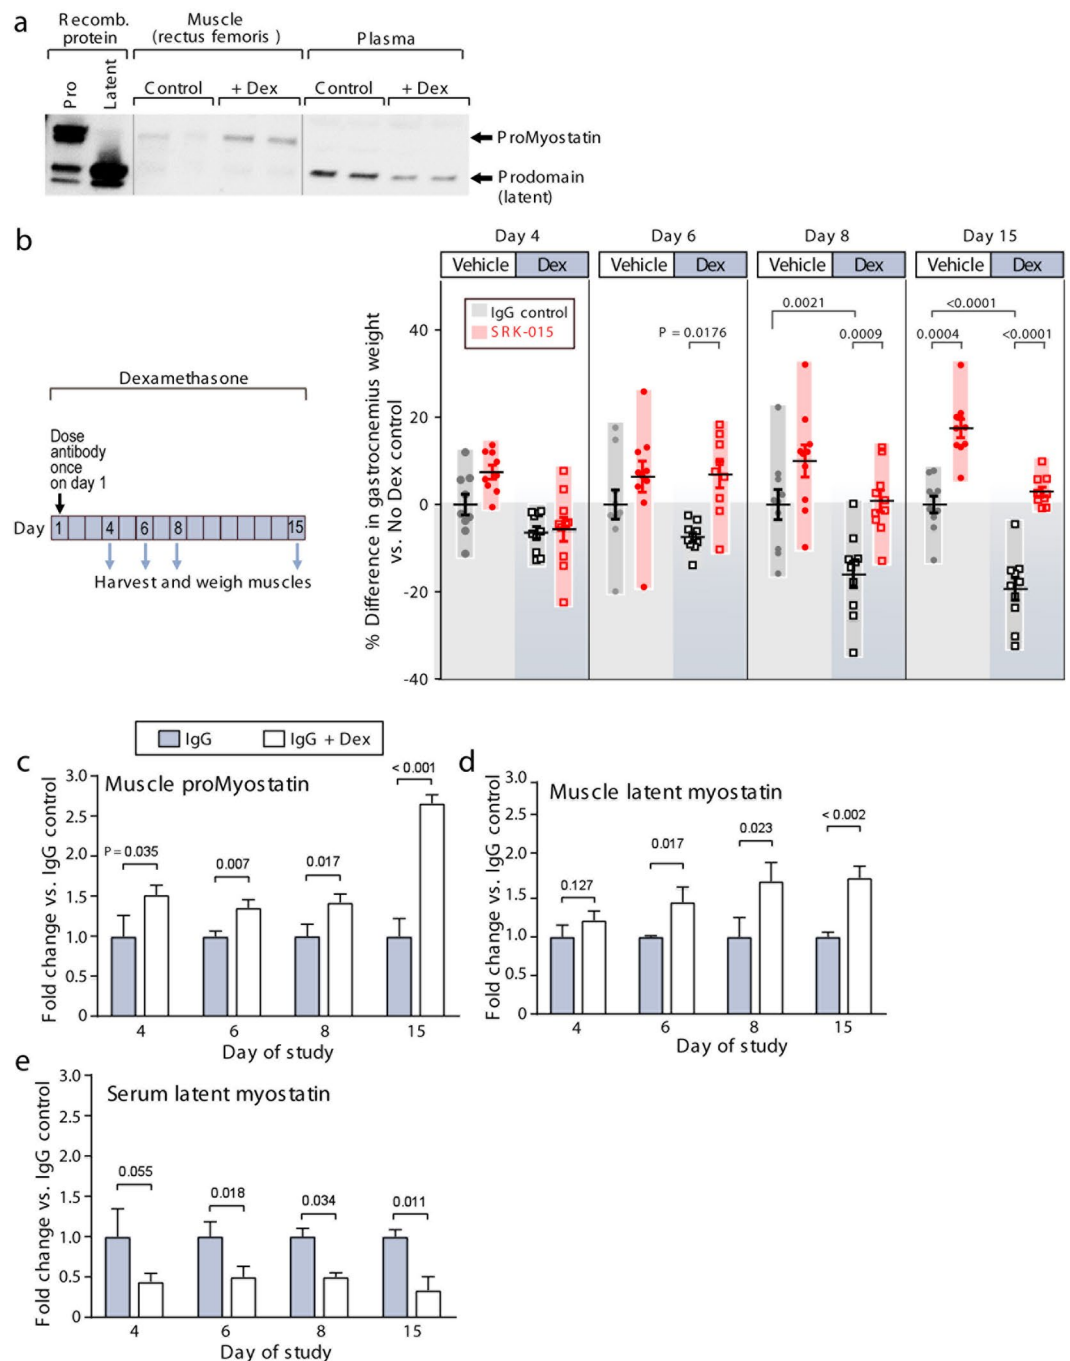 a
Recomb. protein
Muscle (rectus femoris )
Plasma
Pro
Latent
Control
+ Dex
Control
+ Dex
ProMyostatin
Prodomain (latent)
b
Dexamethasone
Dose antibody once on day 1
Day 1 4 6 8 15
Harvest and weigh muscles
% Difference in gastrocnemius weight vs. No Dex control
Day 4 Day 6 Day 8 Day 15
Vehicle Dex Vehicle Dex Vehicle Dex Vehicle Dex
IgG control
SRK-015
P = 0.0176
0.0021
0.0009
<0.0001
0.0004
<0.0001
40
20
0
-20
-40
IgG
IgG + Dex
c
Muscle proMyostatin
Fold change vs. IgG control
3.0
2.5
2.0
1.5
1.0
0.5
0
P = 0.035
0.007
0.017
< 0.001
4 6 8 15
Day of study
d
Muscle latent myostatin
Fold change vs. IgG control
3.0
2.5
2.0
1.5
1.0
0.5
0
0.127
0.017
0.023
< 0.002
4 6 8 15
Day of study
e
Serum latent myostatin
Fold change vs. IgG control
3.0
2.5
2.0
1.5
1.0
0.5
0
0.055
0.018
0.034
0.011
4 6 8 15
Day of study